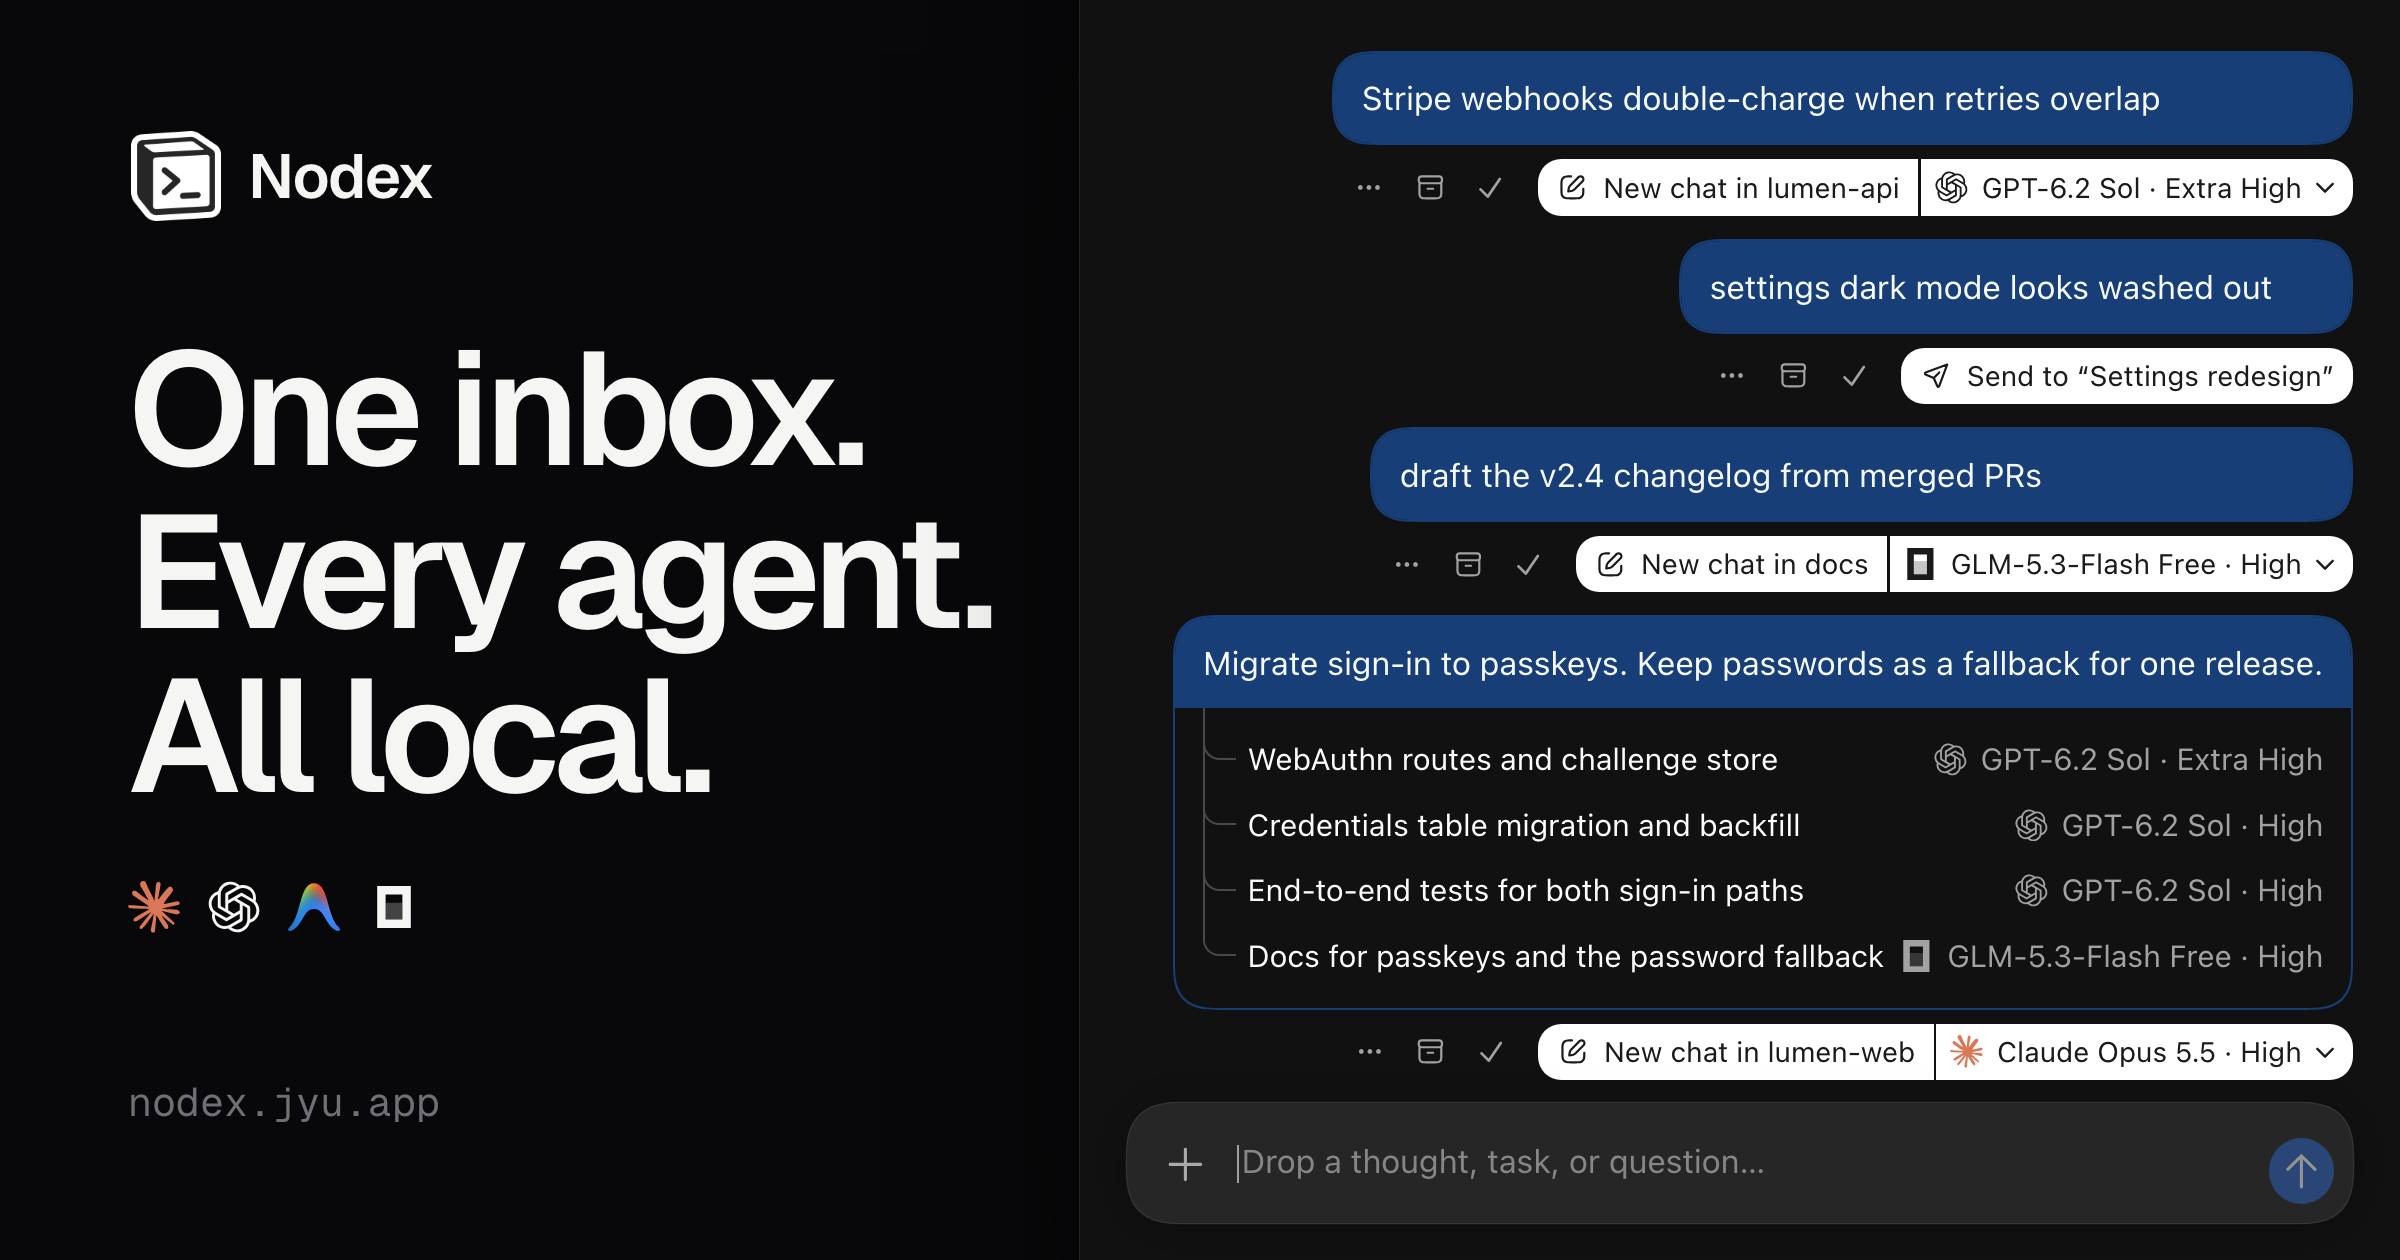 Nodex
One inbox.
Every agent.
All local.
nodex.jyu.app
Stripe webhooks double-charge when retries overlap
New chat in lumen-api
GPT-6.2 Sol · Extra High
settings dark mode looks washed out
Send to “Settings redesign”
draft the v2.4 changelog from merged PRs
New chat in docs
GLM-5.3-Flash Free · High
Migrate sign-in to passkeys. Keep passwords as a fallback for one release.
WebAuthn routes and challenge store
GPT-6.2 Sol · Extra High
Credentials table migration and backfill
GPT-6.2 Sol · High
End-to-end tests for both sign-in paths
GPT-6.2 Sol · High
Docs for passkeys and the password fallback
GLM-5.3-Flash Free · High
New chat in lumen-web
Claude Opus 5.5 · High
Drop a thought, task, or question...